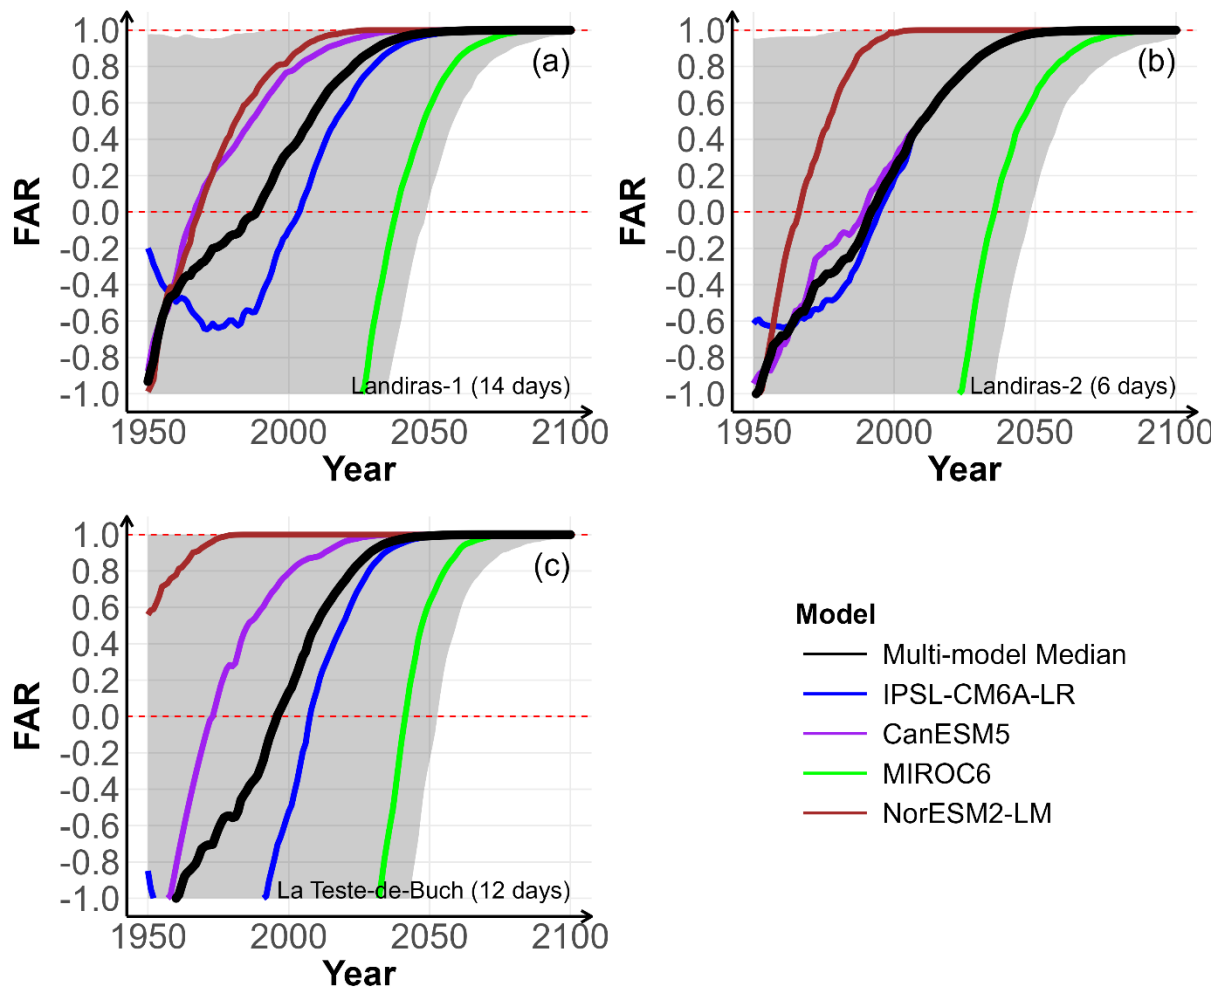 1.0
0.8
0.6
0.4
0.2
0.0
-0.2
-0.4
-0.6
-0.8
-1.0
FAR
(a)
Landiras-1 (14 days)
1950 2000 2050 2100
Year
1.0
0.8
0.6
0.4
0.2
0.0
-0.2
-0.4
-0.6
-0.8
-1.0
FAR
(b)
Landiras-2 (6 days)
1950 2000 2050 2100
Year
1.0
0.8
0.6
0.4
0.2
0.0
-0.2
-0.4
-0.6
-0.8
-1.0
FAR
(c)
La Teste-de-Buch (12 days)
1950 2000 2050 2100
Year
Model
Multi-model Median
IPSL-CM6A-LR
CanESM5
MIROC6
NorESM2-LM